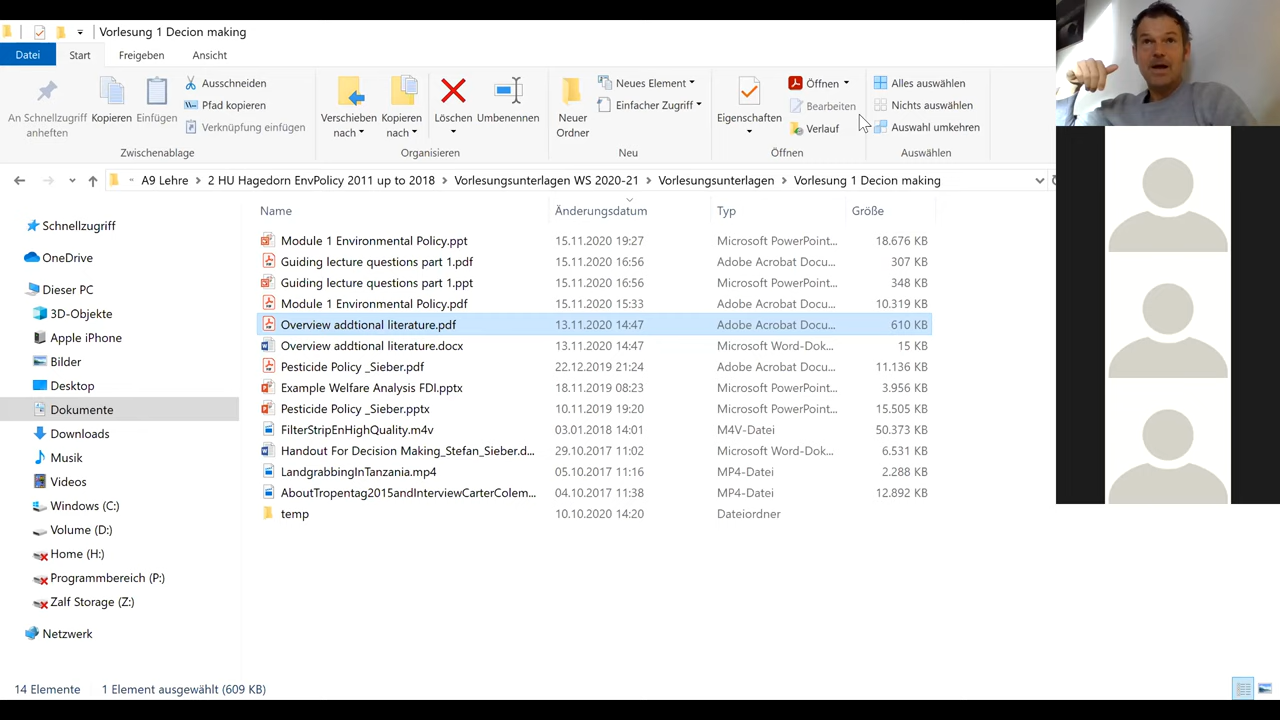 Vorlesung 1 Decion making
Datei Start Freigeben Ansicht
An Schnellzugriff anheften
Kopieren
Einfügen
Ausschneiden
Pfad kopieren
Verknüpfung einfügen
Zwischenablage
Verschieben nach
Kopieren nach
Löschen
Umbenennen
Organisieren
Neuer Ordner
Neues Element
Einfacher Zugriff
Neu
Eigenschaften
Öffnen
Bearbeiten
Verlauf
Öffnen
Alles auswählen
Nichts auswählen
Auswahl umkehren
Auswählen
« A9 Lehre > 2 HU Hagedorn EnvPolicy 2011 up to 2018 > Vorlesungsunterlagen WS 2020-21 > Vorlesungsunterlagen > Vorlesung 1 Decion making
Schnellzugriff
OneDrive
Dieser PC
3D-Objekte
Apple iPhone
Bilder
Desktop
Dokumente
Downloads
Musik
Videos
Windows (C:)
Volume (D:)
Home (H:)
Programmbereich (P:)
Zalf Storage (Z:)
Netzwerk
Name Änderungsdatum Typ Größe
Module 1 Environmental Policy.ppt 15.11.2020 19:27 Microsoft PowerPoint... 18.676 KB
Guiding lecture questions part 1.pdf 15.11.2020 16:56 Adobe Acrobat Docu... 307 KB
Guiding lecture questions part 1.ppt 15.11.2020 16:56 Microsoft PowerPoint... 348 KB
Module 1 Environmental Policy.pdf 15.11.2020 15:33 Adobe Acrobat Docu... 10.319 KB
Overview addtional literature.pdf 13.11.2020 14:47 Adobe Acrobat Docu... 610 KB
Overview addtional literature.docx 13.11.2020 14:47 Microsoft Word-Dok... 15 KB
Pesticide Policy _Sieber.pdf 22.12.2019 21:24 Adobe Acrobat Docu... 11.136 KB
Example Welfare Analysis FDI.pptx 18.11.2019 08:23 Microsoft PowerPoint... 3.956 KB
Pesticide Policy _Sieber.pptx 10.11.2019 19:20 Microsoft PowerPoint... 15.505 KB
FilterStripEnHighQuality.m4v 03.01.2018 14:01 M4V-Datei 50.373 KB
Handout For Decision Making_Stefan_Sieber.d... 29.10.2017 11:02 Microsoft Word-Dok... 6.531 KB
LandgrabbingInTanzania.mp4 05.10.2017 11:16 MP4-Datei 2.288 KB
AboutTropentag2015andInterviewCarterColem... 04.10.2017 11:38 MP4-Datei 12.892 KB
temp 10.10.2020 14:20 Dateiordner
14 Elemente 1 Element ausgewählt (609 KB)